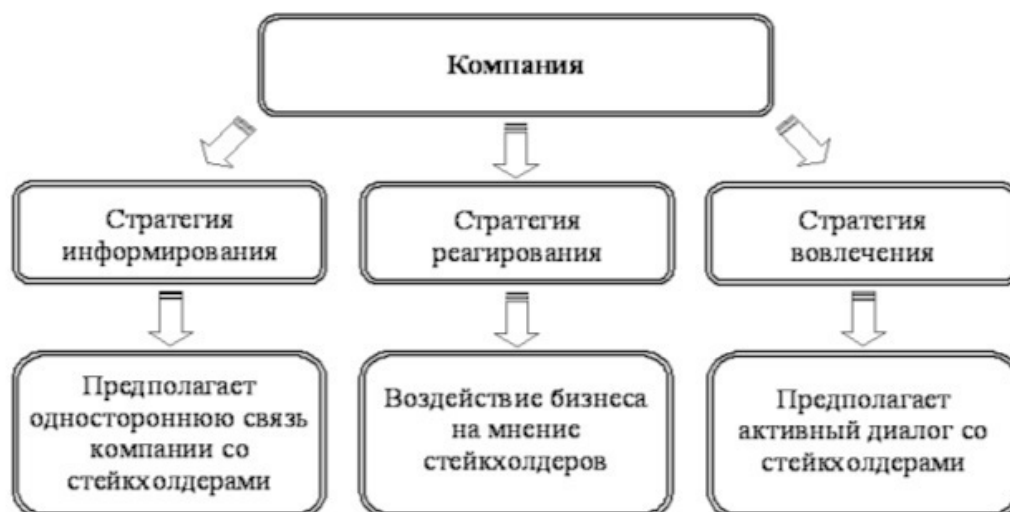 Компания
Стратегия
информирования
Стратегия
реагирования
Стратегия
вовлечения
Предполагает
одностороннюю связь
компании со
стейкхолдерами
Воздействие бизнеса
на мнение
стейкхолдеров
Предполагает
активный диалог со
стейкхолдерами